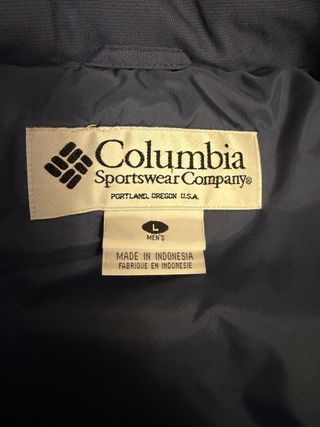 Columbia
Sportswear Company®
PORTLAND, OREGON U.S.A.
L
MEN'S
MADE IN INDONESIA
FABRIQUE EN INDONESIE